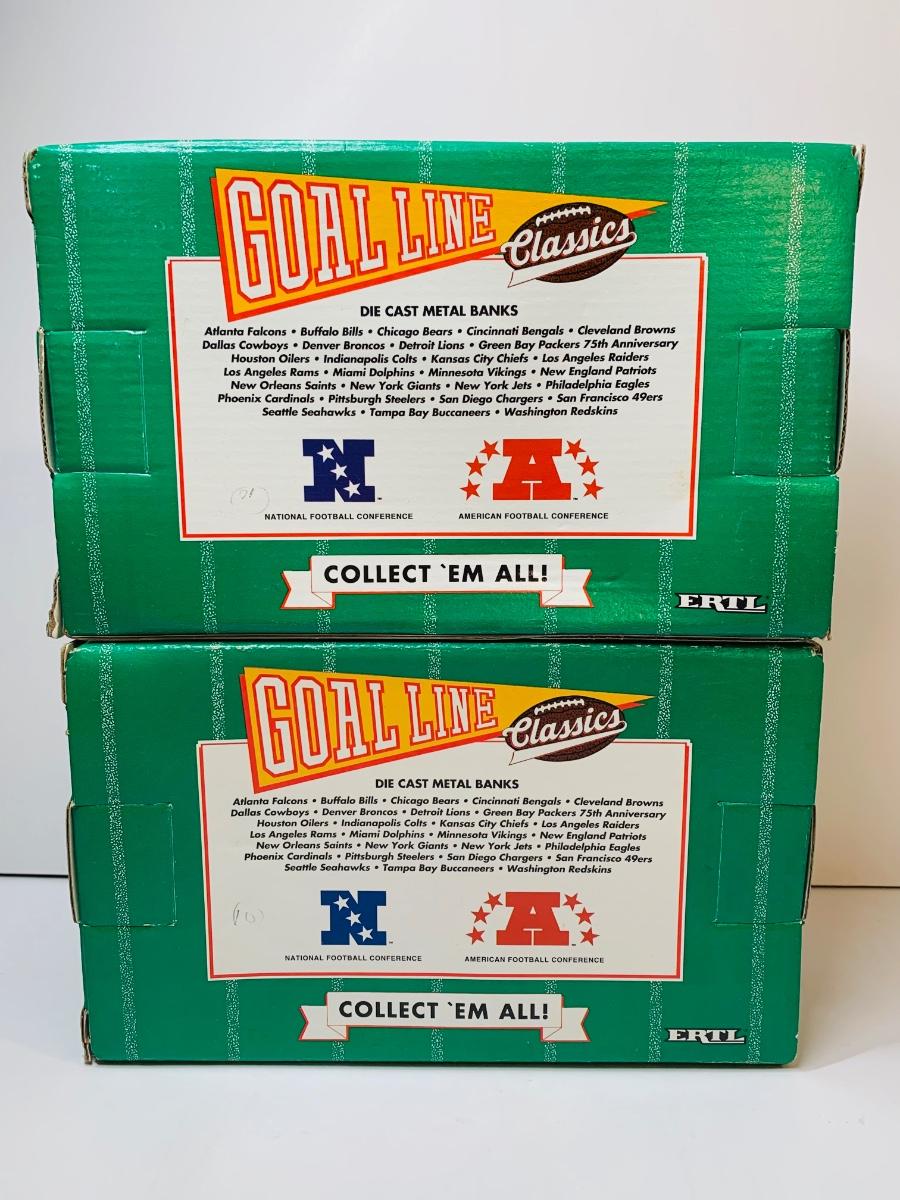 GOAL LINE
Classics
DIE CAST METAL BANKS
Atlanta Falcons • Buffalo Bills • Chicago Bears • Cincinnati Bengals • Cleveland Browns
Dallas Cowboys • Denver Broncos • Detroit Lions • Green Bay Packers 75th Anniversary
Houston Oilers • Indianapolis Colts • Kansas City Chiefs • Los Angeles Raiders
Los Angeles Rams • Miami Dolphins • Minnesota Vikings • New England Patriots
New Orleans Saints • New York Giants • New York Jets • Philadelphia Eagles
Phoenix Cardinals • Pittsburgh Steelers • San Diego Chargers • San Francisco 49ers
Seattle Seahawks • Tampa Bay Buccaneers • Washington Redskins
N™ A™
NATIONAL FOOTBALL CONFERENCE AMERICAN FOOTBALL CONFERENCE
COLLECT 'EM ALL!
ERTL
GOAL LINE
Classics
DIE CAST METAL BANKS
Atlanta Falcons • Buffalo Bills • Chicago Bears • Cincinnati Bengals • Cleveland Browns
Dallas Cowboys • Denver Broncos • Detroit Lions • Green Bay Packers 75th Anniversary
Houston Oilers • Indianapolis Colts • Kansas City Chiefs • Los Angeles Raiders
Los Angeles Rams • Miami Dolphins • Minnesota Vikings • New England Patriots
New Orleans Saints • New York Giants • New York Jets • Philadelphia Eagles
Phoenix Cardinals • Pittsburgh Steelers • San Diego Chargers • San Francisco 49ers
Seattle Seahawks • Tampa Bay Buccaneers • Washington Redskins
N™ A™
NATIONAL FOOTBALL CONFERENCE AMERICAN FOOTBALL CONFERENCE
COLLECT 'EM ALL!
ERTL